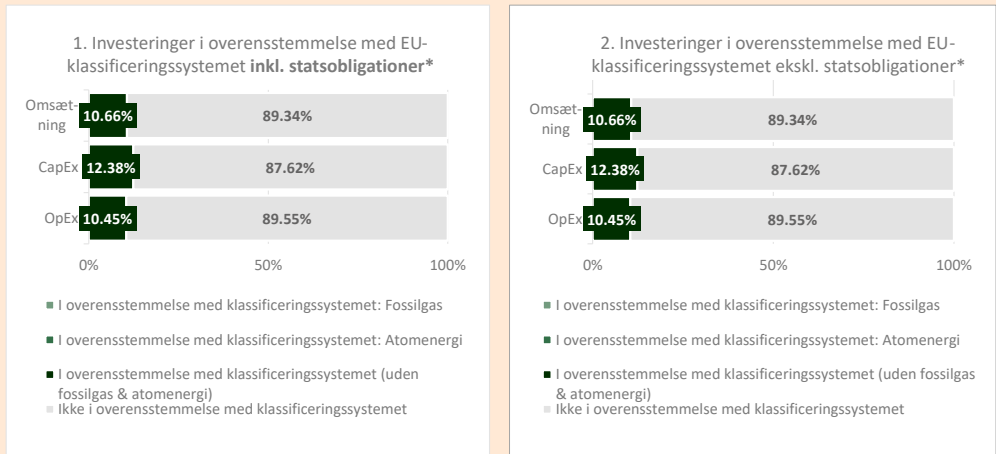 1. Investeringer i overensstemmelse med EU-
klassificeringssystemet inkl. statsobligationer*
Omsæt-
ning
10.66%
89.34%
CapEx
12.38%
87.62%
OpEx
10.45%
89.55%
0%
50%
100%
I overensstemmelse med klassificeringssystemet: Fossilgas
I overensstemmelse med klassificeringssystemet: Atomenergi
I overensstemmelse med klassificeringssystemet (uden
fossilgas & atomenergi)
Ikke i overensstemmelse med klassificeringssystemet
2. Investeringer i overensstemmelse med EU-
klassificeringssystemet ekskl. statsobligationer*
Omsæt-
ning
10.66%
89.34%
CapEx
12.38%
87.62%
OpEx
10.45%
89.55%
0%
50%
100%
I overensstemmelse med klassificeringssystemet: Fossilgas
I overensstemmelse med klassificeringssystemet: Atomenergi
I overensstemmelse med klassificeringssystemet (uden fossilgas
& atomenergi)
Ikke i overensstemmelse med klassificeringssystemet